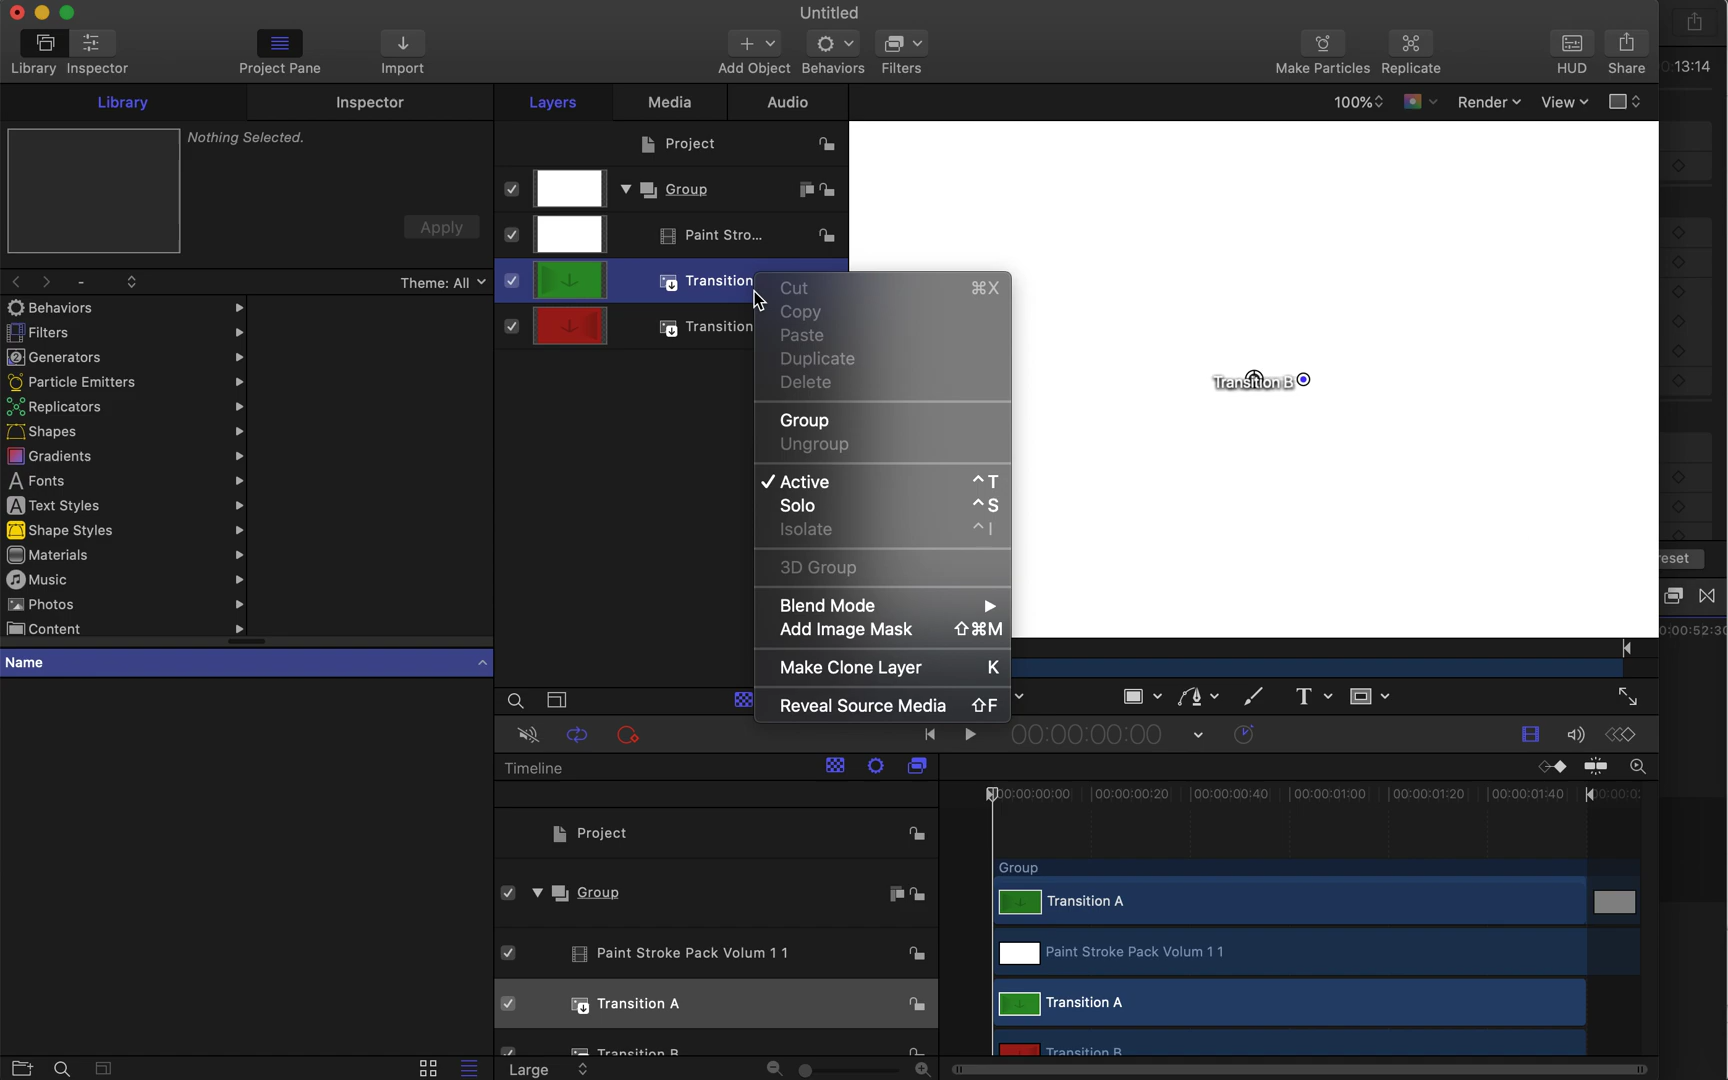 Untitled
Library Inspector Project Pane Import Add Object Behaviors Filters Make Particles Replicate HUD Share
13:14
Library Inspector Layers Media Audio 100% Render View
Nothing Selected.
Apply
Project
Group
Paint Stro...
Transition
Transition
- Theme: All
Behaviors
Filters
Generators
Particle Emitters
Replicators
Shapes
Gradients
Fonts
Text Styles
Shape Styles
Materials
Music
Photos
Content
Name
Cut ⌘X
Copy
Paste
Duplicate
Delete
Group
Ungroup
✓ Active ^T
Solo ^S
Isolate ^I
3D Group
Blend Mode ▶
Add Image Mask ⇧⌘M
Make Clone Layer K
Reveal Source Media ⇧F
Transition B
eset
0:00:52:30
00:00:00:00
Timeline
00:00:00:00 00:00:00:20 00:00:00:40 00:00:01:00 00:00:01:20 00:00:01:40 00:00:0
Project
Group
Group
Transition A
Paint Stroke Pack Volum 1 1
Paint Stroke Pack Volum 1 1
Transition A
Transition A
Transition B
Transition B
Large